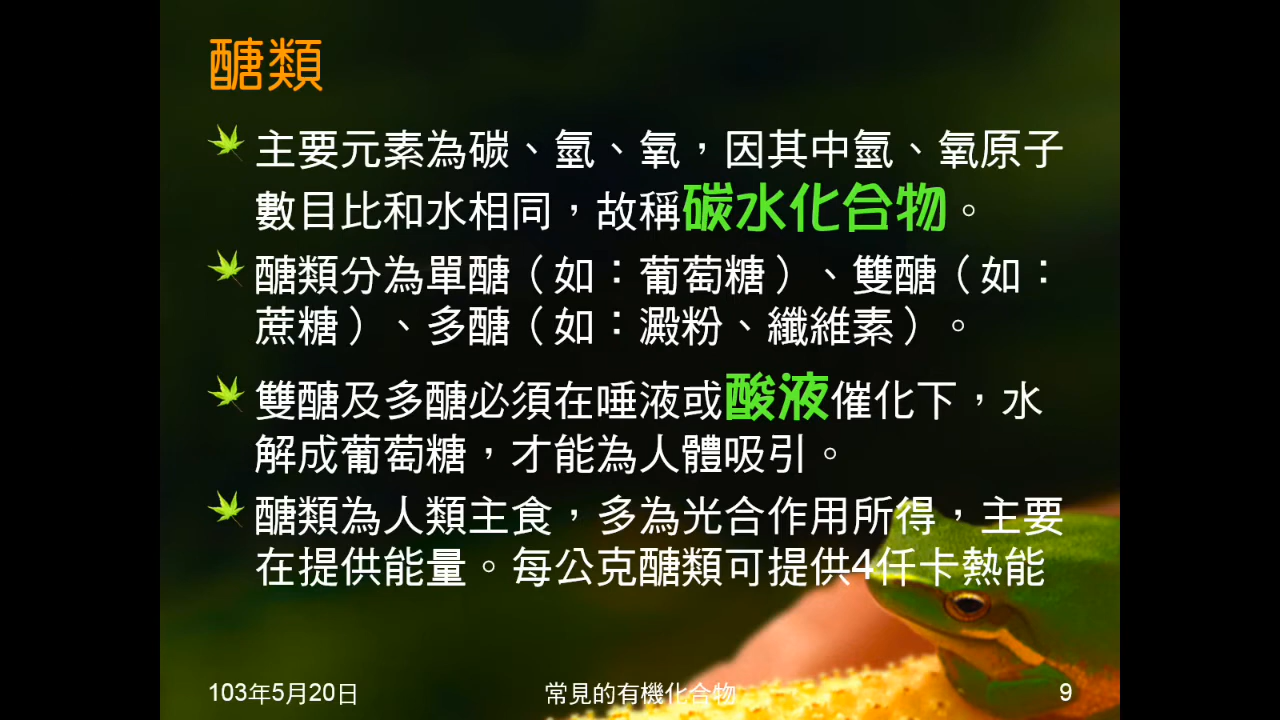 醣類
主要元素為碳、氫、氧，因其中氫、氧原子
數目比和水相同，故稱碳水化合物。
醣類分為單醣（如：葡萄糖）、雙醣（如：
蔗糖）、多醣（如：澱粉、纖維素）。
雙醣及多醣必須在唾液或酸液催化下，水
解成葡萄糖，才能為人體吸引。
醣類為人類主食，多為光合作用所得，主要
在提供能量。每公克醣類可提供4仟卡熱能
103年5月20日
常見的有機化合物
9